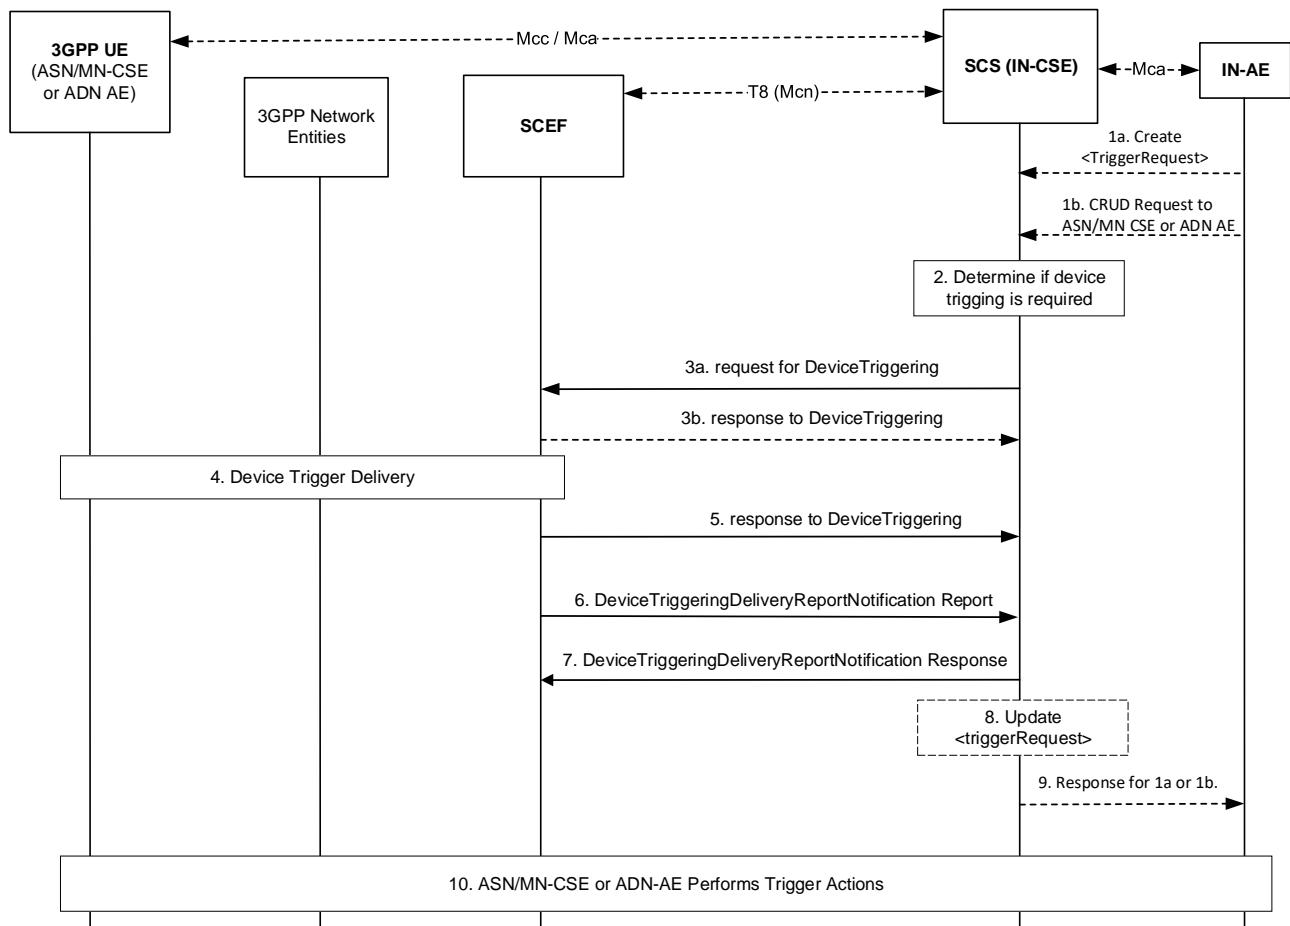 3GPP UE
(ASN/MN-CSE
or ADN AE)
Mcc / Mca
SCS (IN-CSE)
Mca
IN-AE
3GPP Network
Entities
SCEF
T8 (Mcn)
1a. Create
<TriggerRequest>
1b. CRUD Request to
ASN/MN CSE or ADN AE
2. Determine if device
trigging is required
3a. request for DeviceTriggering
3b. response to DeviceTriggering
4. Device Trigger Delivery
5. response to DeviceTriggering
6. DeviceTriggeringDeliveryReportNotification Report
7. DeviceTriggeringDeliveryReportNotification Response
8. Update
<triggerRequest>
9. Response for 1a or 1b.
10. ASN/MN-CSE or ADN-AE Performs Trigger Actions